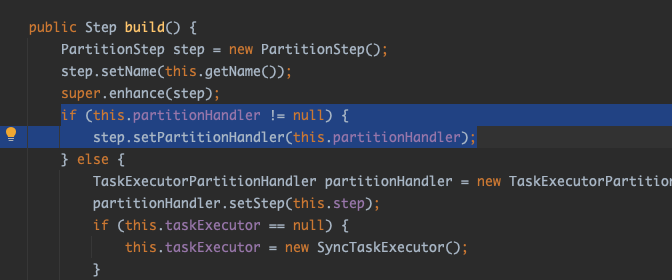 public Step build() {
PartitionStep step = new PartitionStep();
step.setName(this.getName());
super.enhance(step);
if (this.partitionHandler != null) {
step.setPartitionHandler(this.partitionHandler);
} else {
TaskExecutorPartitionHandler partitionHandler = new TaskExecutorPartition
partitionHandler.setStep(this.step);
if (this.taskExecutor == null) {
this.taskExecutor = new SyncTaskExecutor();
}